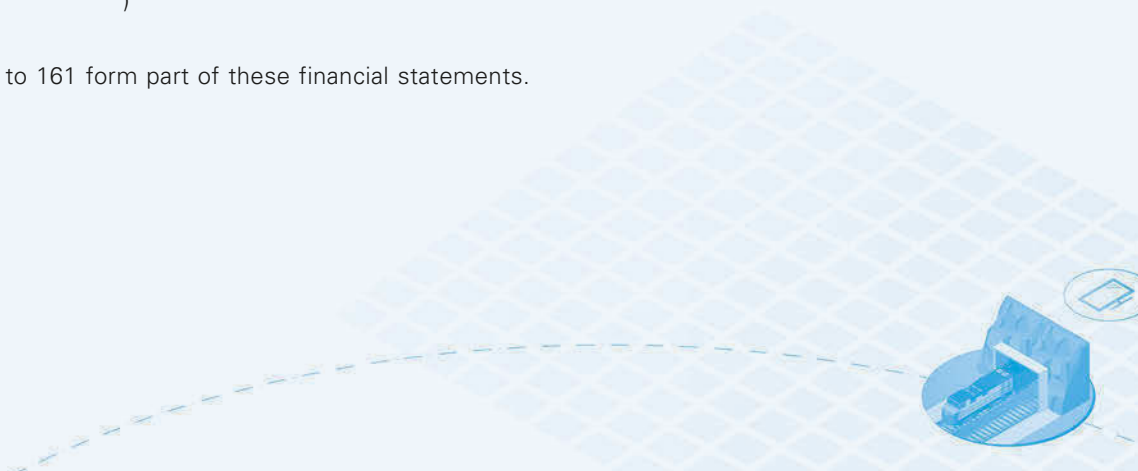 )
to 161 form part of these financial statements.